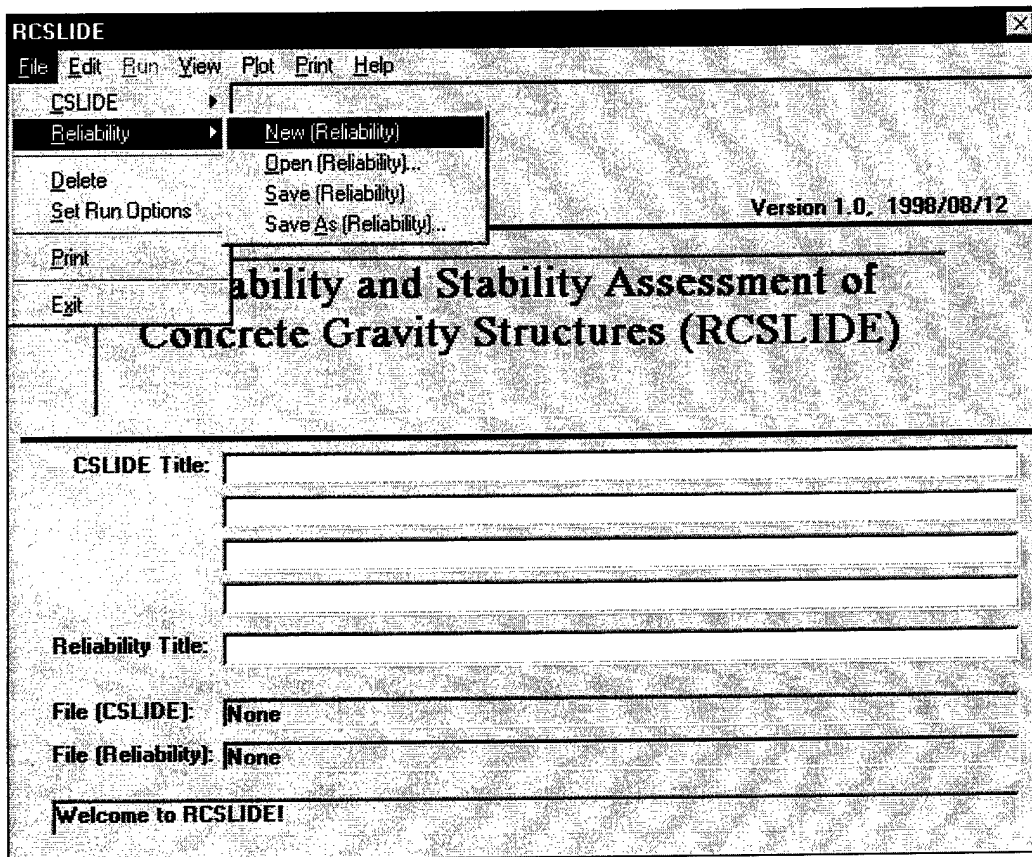 RCSLIDE
File Edit Run View Plot Print Help
CSLIDE
Reliability
New (Reliability)
Open (Reliability)...
Save (Reliability)
Save As (Reliability)...
Delete
Set Run Options
Print
Exit
Version 1.0, 1998/08/12
ability and Stability Assessment of
Concrete Gravity Structures (RCSLIDE)
CSLIDE Title:
Reliability Title:
File (CSLIDE): None
File (Reliability): None
Welcome to RCSLIDE!